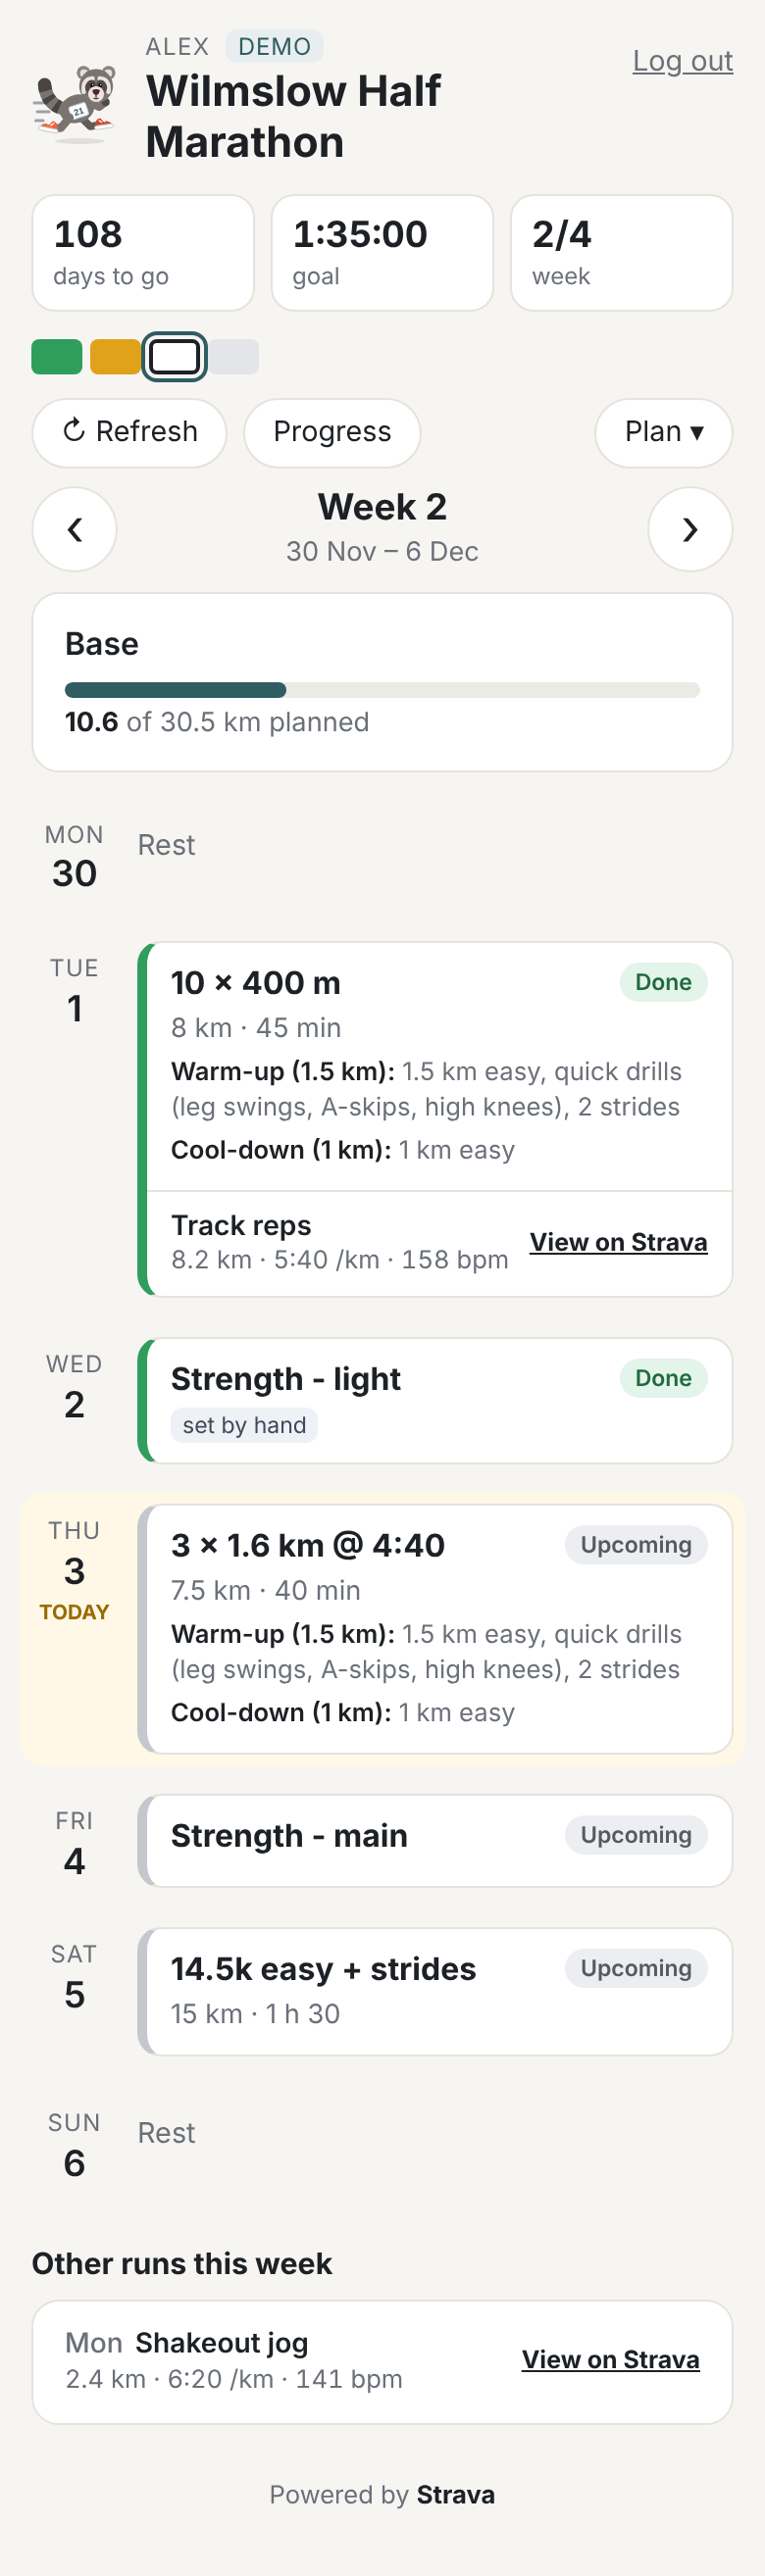 ALEX DEMO
Log out
Wilmslow Half
Marathon
21
108
days to go
1:35:00
goal
2/4
week
↻ Refresh
Progress
Plan ▾
‹
Week 2
30 Nov – 6 Dec
›
Base
10.6 of 30.5 km planned
MON
30
Rest
TUE
1
10 × 400 m
Done
8 km · 45 min
Warm-up (1.5 km): 1.5 km easy, quick drills
(leg swings, A-skips, high knees), 2 strides
Cool-down (1 km): 1 km easy
Track reps
8.2 km · 5:40 /km · 158 bpm
View on Strava
WED
2
Strength - light
Done
set by hand
THU
3
TODAY
3 × 1.6 km @ 4:40
Upcoming
7.5 km · 40 min
Warm-up (1.5 km): 1.5 km easy, quick drills
(leg swings, A-skips, high knees), 2 strides
Cool-down (1 km): 1 km easy
FRI
4
Strength - main
Upcoming
SAT
5
14.5k easy + strides
Upcoming
15 km · 1 h 30
SUN
6
Rest
Other runs this week
Mon Shakeout jog
2.4 km · 6:20 /km · 141 bpm
View on Strava
Powered by Strava